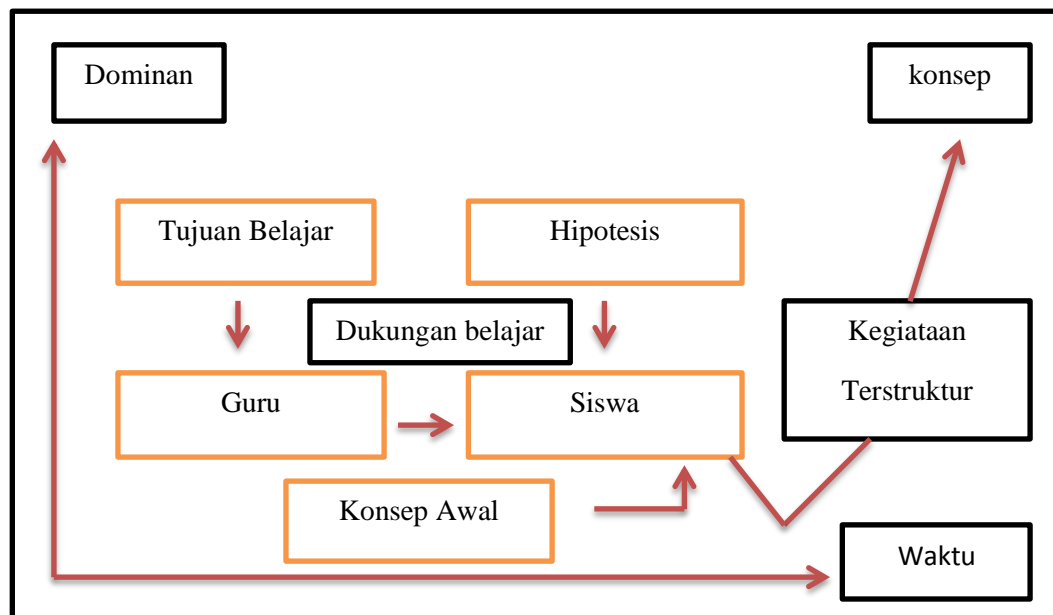 Dominan
konsep
Tujuan Belajar
Hipotesis
Dukungan belajar
Kegiataan
Terstruktur
Guru
Siswa
Konsep Awal
Waktu